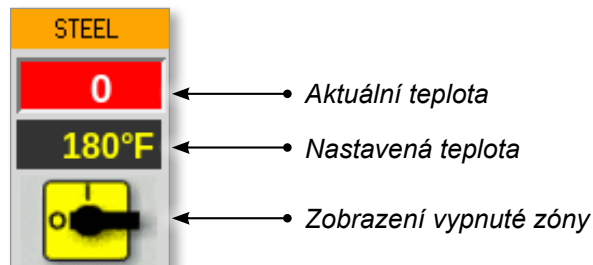 STEEL
0
Aktuální teplota
180°F
Nastavená teplota
I
O
Zobrazení vypnuté zóny